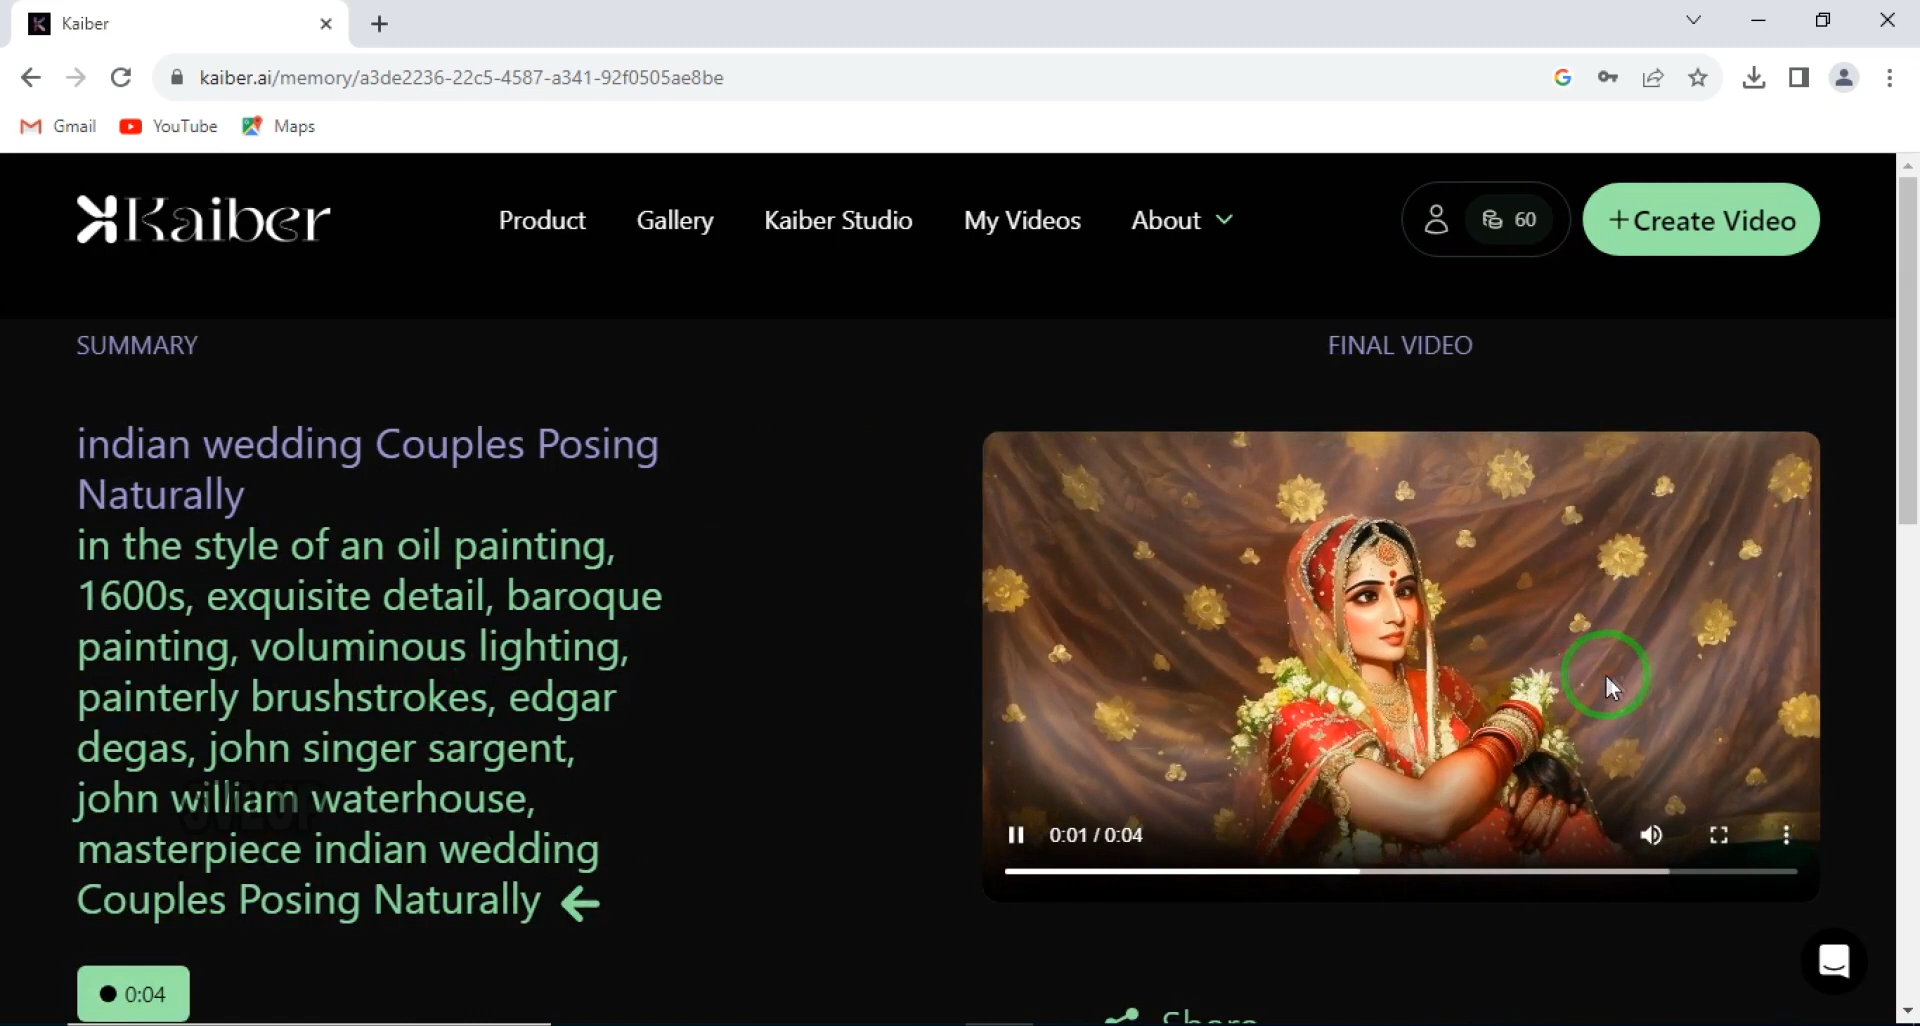 Kaiber
kaiber.ai/memory/a3de2236-22c5-4587-a341-92f0505ae8be
Gmail YouTube Maps
Kaiber Product Gallery Kaiber Studio My Videos About 60 +Create Video
SUMMARY
FINAL VIDEO
indian wedding Couples Posing
Naturally
in the style of an oil painting,
1600s, exquisite detail, baroque
painting, voluminous lighting,
painterly brushstrokes, edgar
degas, john singer sargent,
john william waterhouse,
masterpiece indian wedding
Couples Posing Naturally
0:04
0:01 / 0:04
Share